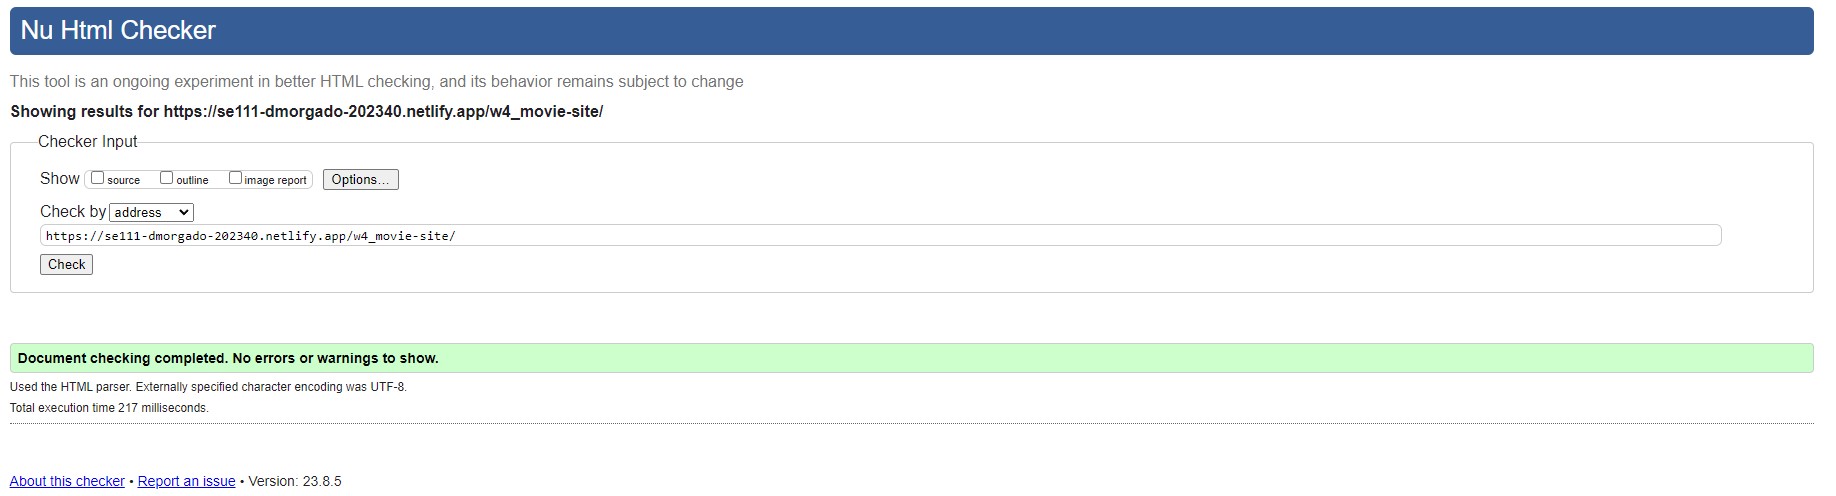 Nu Html Checker
This tool is an ongoing experiment in better HTML checking, and its behavior remains subject to change
Showing results for https://se111-dmorgado-202340.netlify.app/w4_movie-site/
Checker Input
Show source outline image report Options...
Check by address
https://se111-dmorgado-202340.netlify.app/w4_movie-site/
Check
Document checking completed. No errors or warnings to show.
Used the HTML parser. Externally specified character encoding was UTF-8.
Total execution time 217 milliseconds.
About this checker • Report an issue • Version: 23.8.5